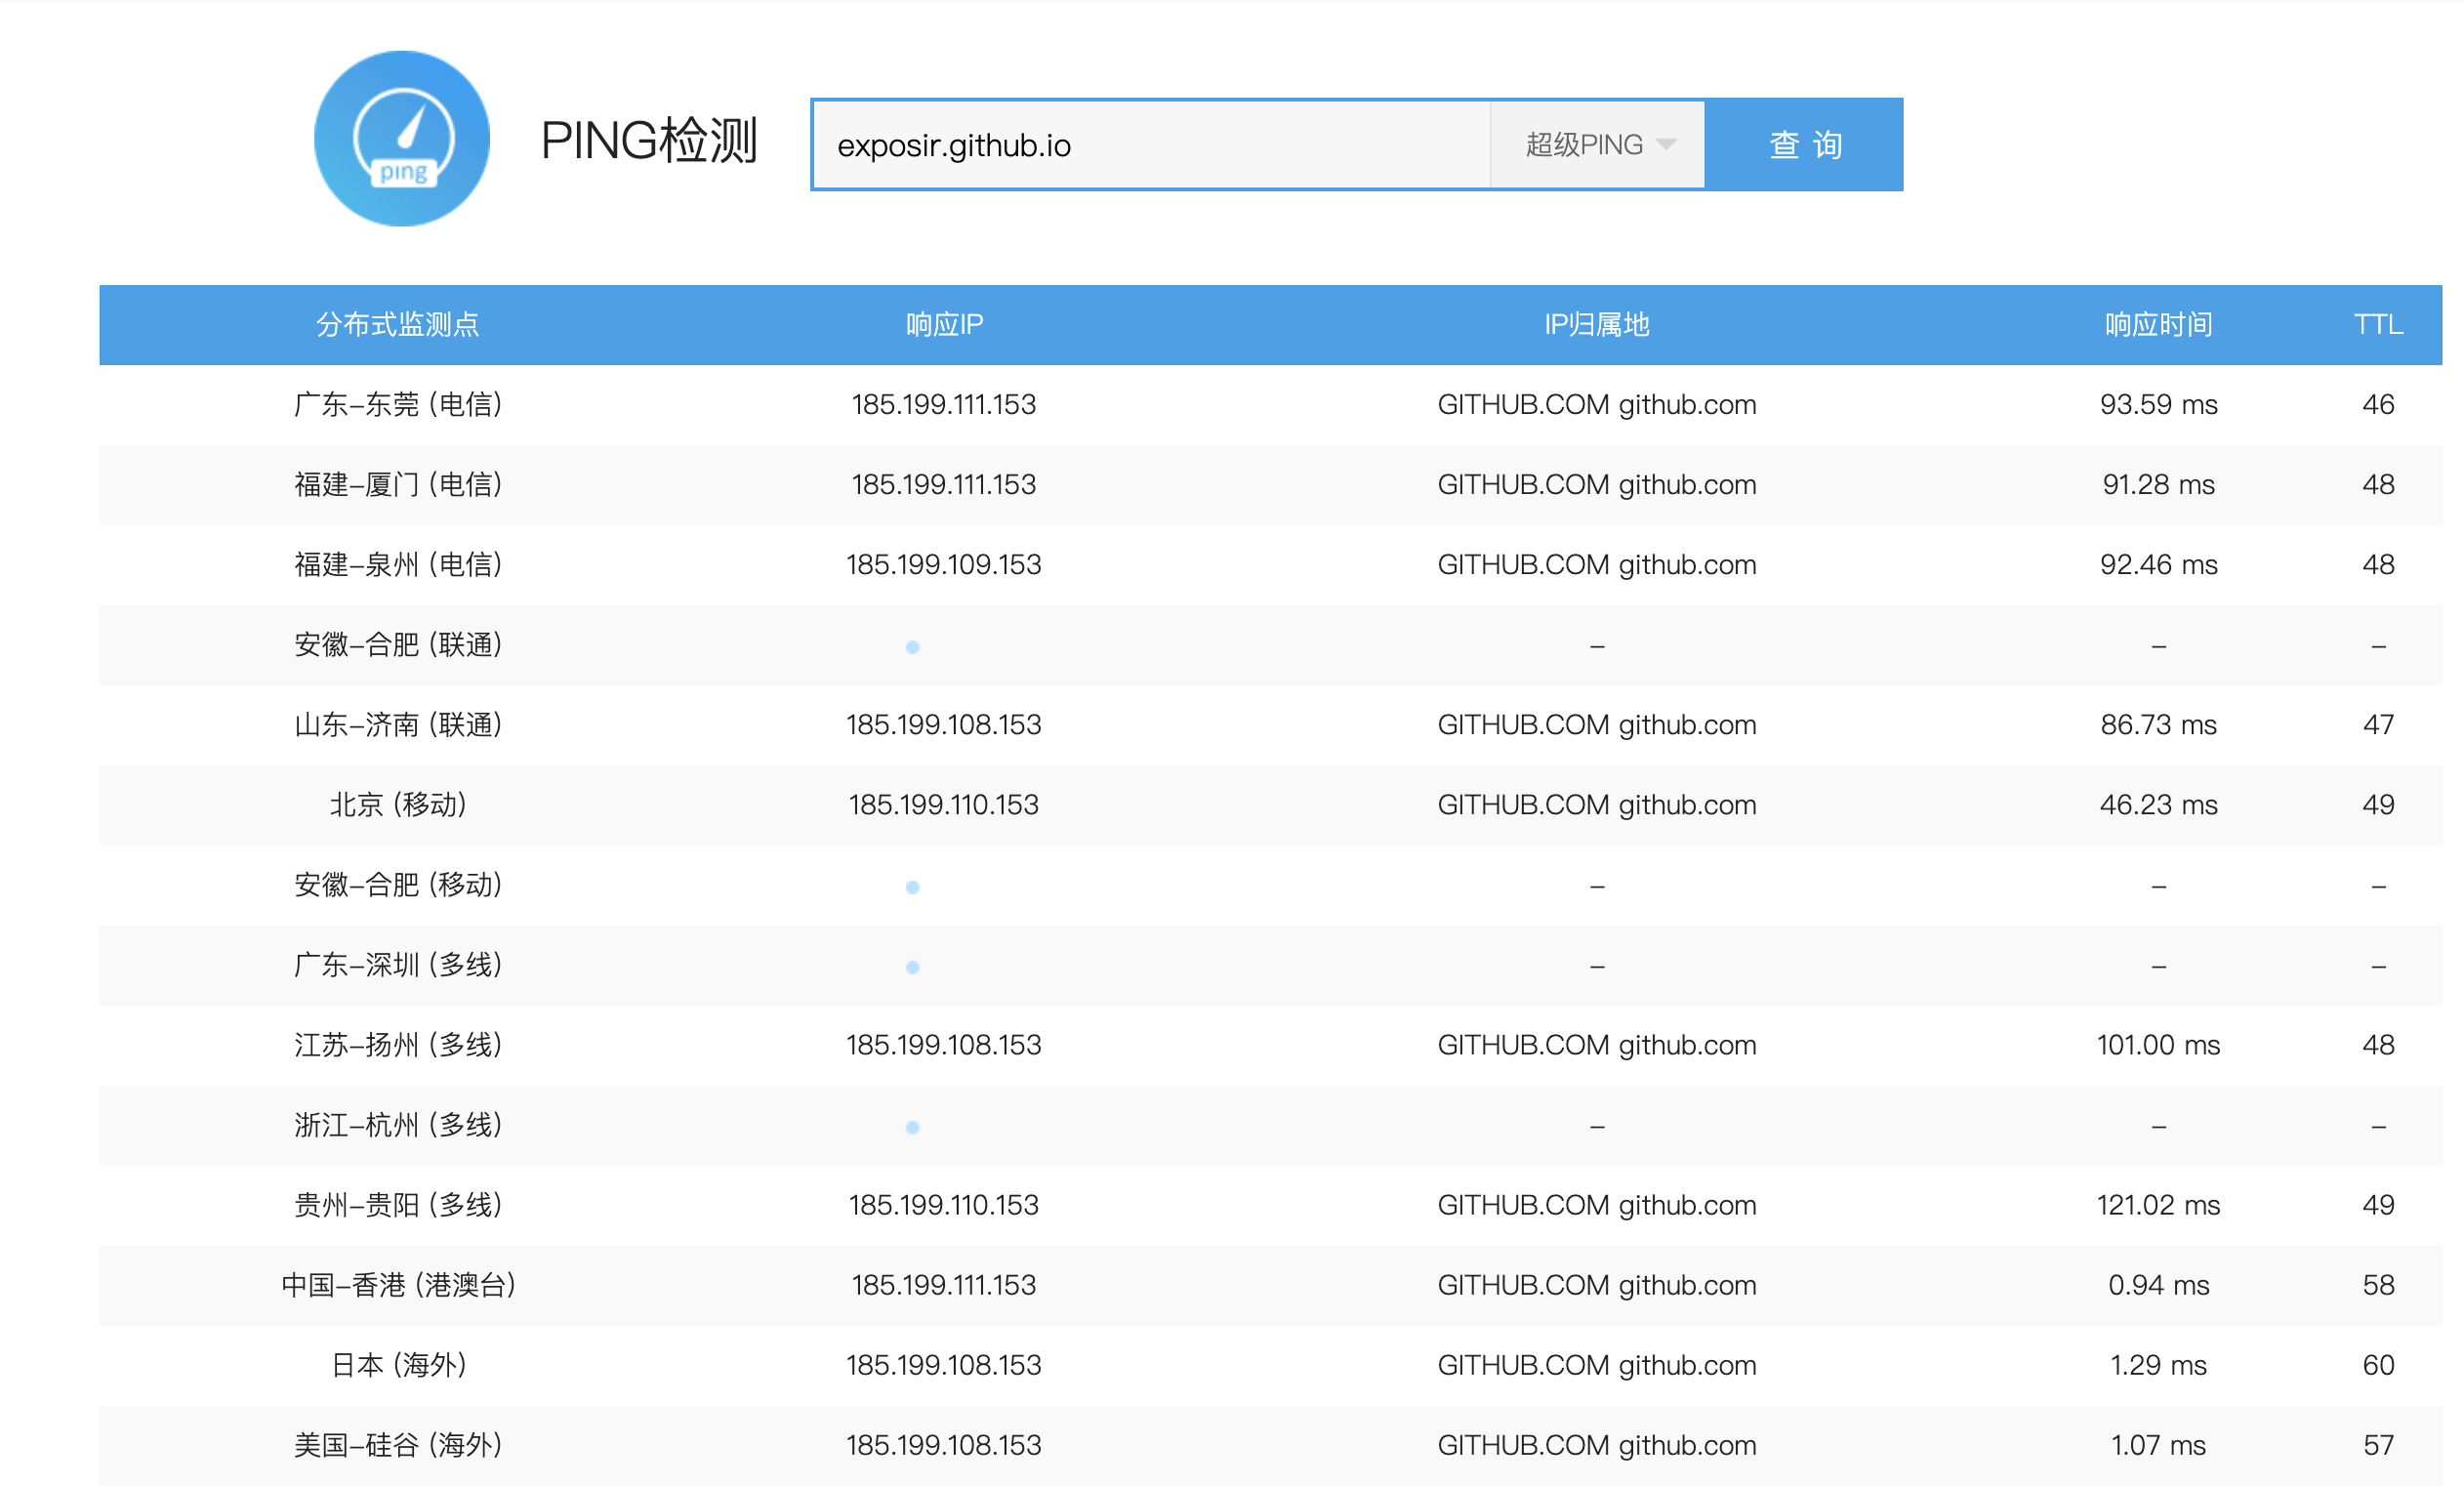 ping
PING检测
exposir.github.io 超级PING 查 询
分布式监测点 响应IP IP归属地 响应时间 TTL
广东-东莞 (电信) 185.199.111.153 GITHUB.COM github.com 93.59 ms 46
福建-厦门 (电信) 185.199.111.153 GITHUB.COM github.com 91.28 ms 48
福建-泉州 (电信) 185.199.109.153 GITHUB.COM github.com 92.46 ms 48
安徽-合肥 (联通) - - -
山东-济南 (联通) 185.199.108.153 GITHUB.COM github.com 86.73 ms 47
北京 (移动) 185.199.110.153 GITHUB.COM github.com 46.23 ms 49
安徽-合肥 (移动) - - -
广东-深圳 (多线) - - -
江苏-扬州 (多线) 185.199.108.153 GITHUB.COM github.com 101.00 ms 48
浙江-杭州 (多线) - - -
贵州-贵阳 (多线) 185.199.110.153 GITHUB.COM github.com 121.02 ms 49
中国-香港 (港澳台) 185.199.111.153 GITHUB.COM github.com 0.94 ms 58
日本 (海外) 185.199.108.153 GITHUB.COM github.com 1.29 ms 60
美国-硅谷 (海外) 185.199.108.153 GITHUB.COM github.com 1.07 ms 57